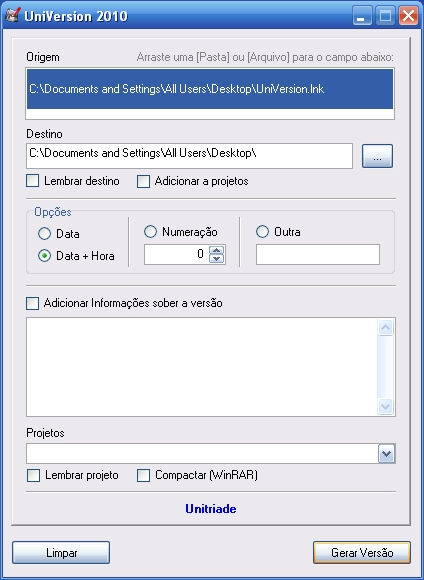 UniVersion 2010
Origem Arraste uma [Pasta] ou [Arquivo] para o campo abaixo:
C:\Documents and Settings\All Users\Desktop\UniVersion.lnk
Destino
C:\Documents and Settings\All Users\Desktop\
...
Lembrar destino Adicionar a projetos
Opções
Data Numeração Outra
Data + Hora 0
Adicionar Informações sober a versão
Projetos
Lembrar projeto Compactar (WinRAR)
Unitriade
Limpar Gerar Versão